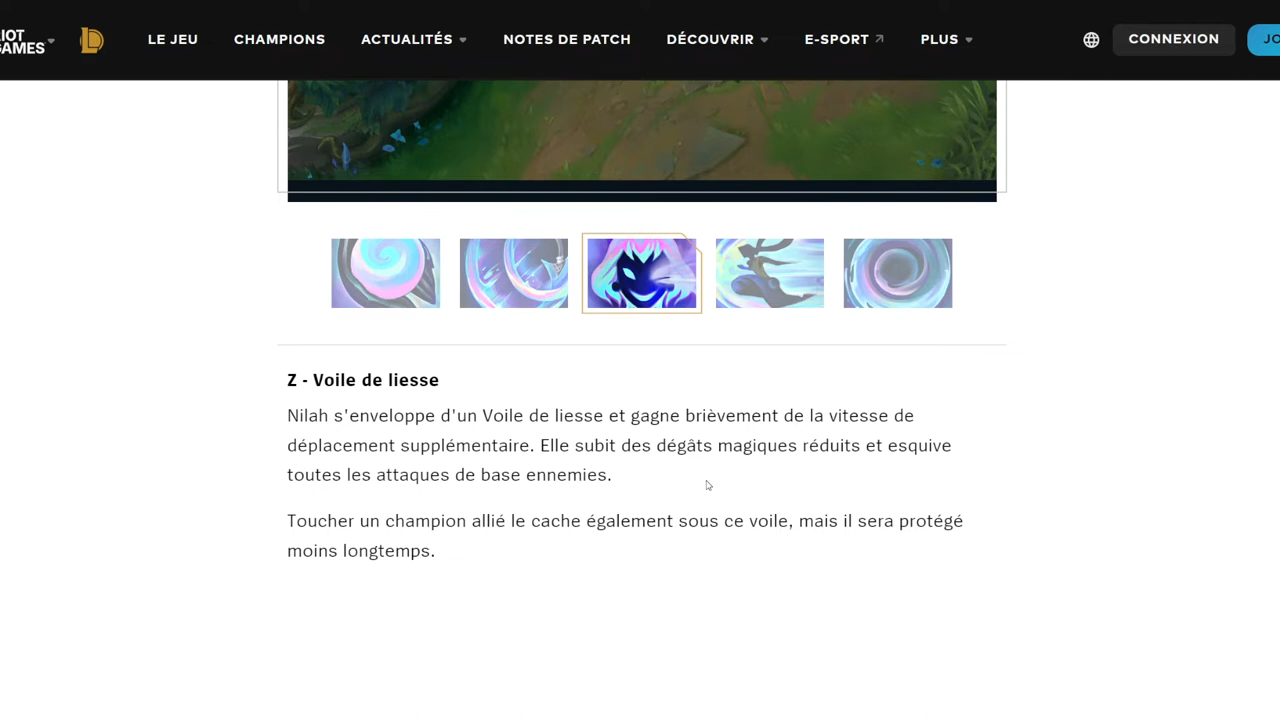 IOT
GAMES
LE JEU
CHAMPIONS
ACTUALITÉS
NOTES DE PATCH
DÉCOUVRIR
E-SPORT
PLUS
CONNEXION
JO
Z - Voile de liesse
Nilah s'enveloppe d'un Voile de liesse et gagne brièvement de la vitesse de
déplacement supplémentaire. Elle subit des dégâts magiques réduits et esquive
toutes les attaques de base ennemies.
Toucher un champion allié le cache également sous ce voile, mais il sera protégé
moins longtemps.